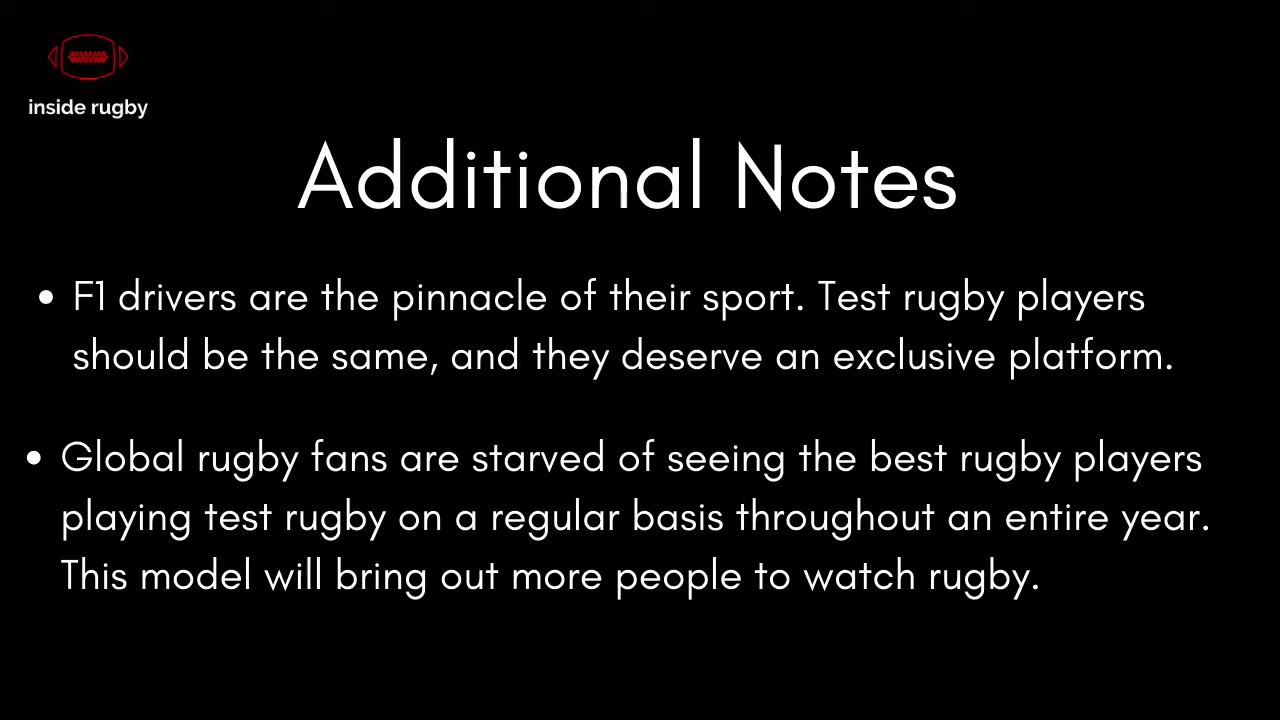 inside rugby
Additional Notes
• F1 drivers are the pinnacle of their sport. Test rugby players
should be the same, and they deserve an exclusive platform.
• Global rugby fans are starved of seeing the best rugby players
playing test rugby on a regular basis throughout an entire year.
This model will bring out more people to watch rugby.